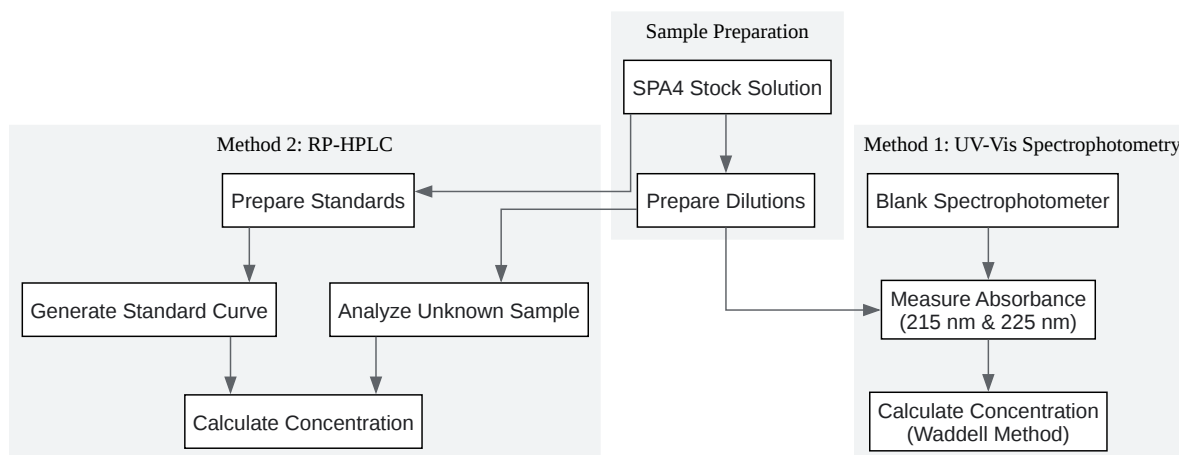 Sample Preparation
SPA4 Stock Solution
Prepare Dilutions
Method 2: RP-HPLC
Prepare Standards
Generate Standard Curve
Analyze Unknown Sample
Calculate Concentration
Method 1: UV-Vis Spectrophotometry
Blank Spectrophotometer
Measure Absorbance
(215 nm & 225 nm)
Calculate Concentration
(Waddell Method)